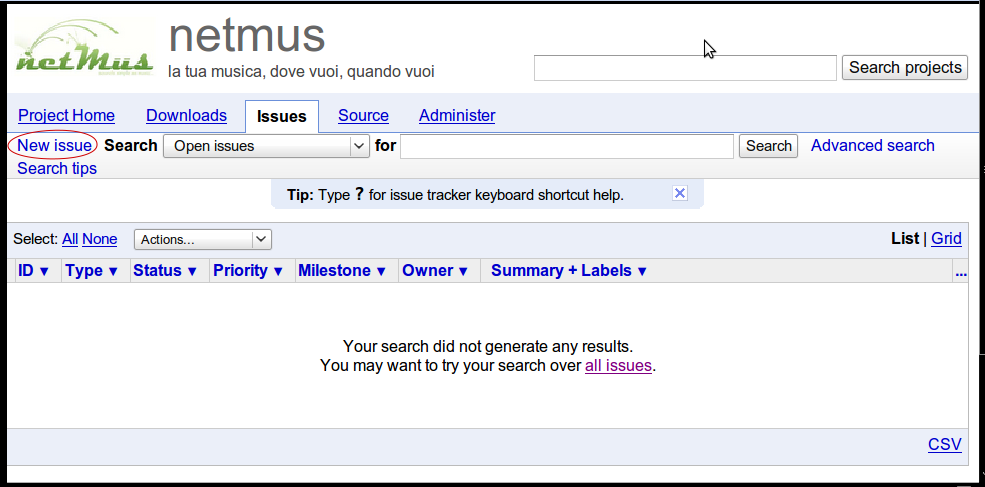 netmus
netMus
la tua musica, dove vuoi, quando vuoi
Search projects
Project Home Downloads Issues Source Administer
New issue Search Open issues for Search Advanced search
Search tips
Tip: Type ? for issue tracker keyboard shortcut help.
Select: All None Actions... List | Grid
ID ▼ Type ▼ Status ▼ Priority ▼ Milestone ▼ Owner ▼ Summary + Labels ▼ ...
Your search did not generate any results.
You may want to try your search over all issues.
CSV